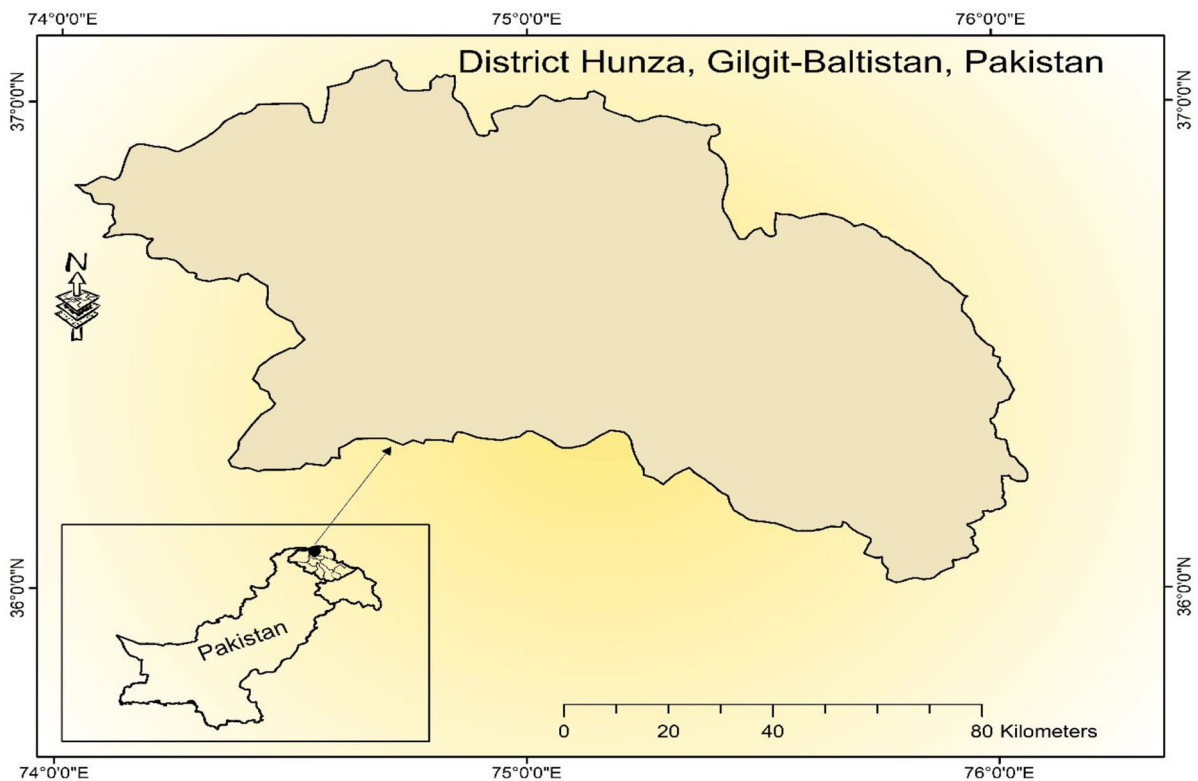 74°0'0"E 75°0'0"E 76°0'0"E
District Hunza, Gilgit-Baltistan, Pakistan
37°0'0"N 37°0'0"N
N
36°0'0"N 36°0'0"N
Pakistan
0 20 40 80 Kilometers
74°0'0"E 75°0'0"E 76°0'0"E